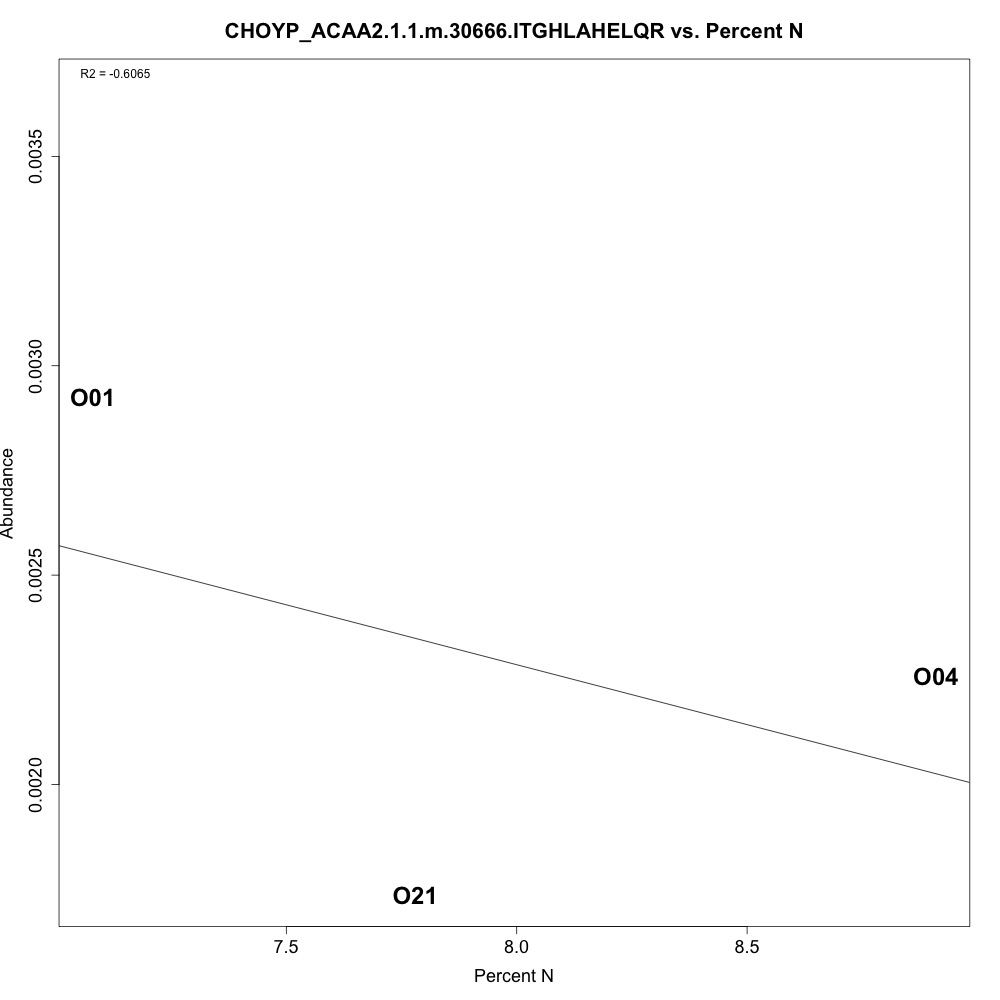 CHOYP_ACAA2.1.1.m.30666.ITGHLAHELQR vs. Percent N
R2 = -0.6065
0.0035
0.0030
O01
Abundance
0.0025
O04
0.0020
O21
7.5 8.0 8.5
Percent N